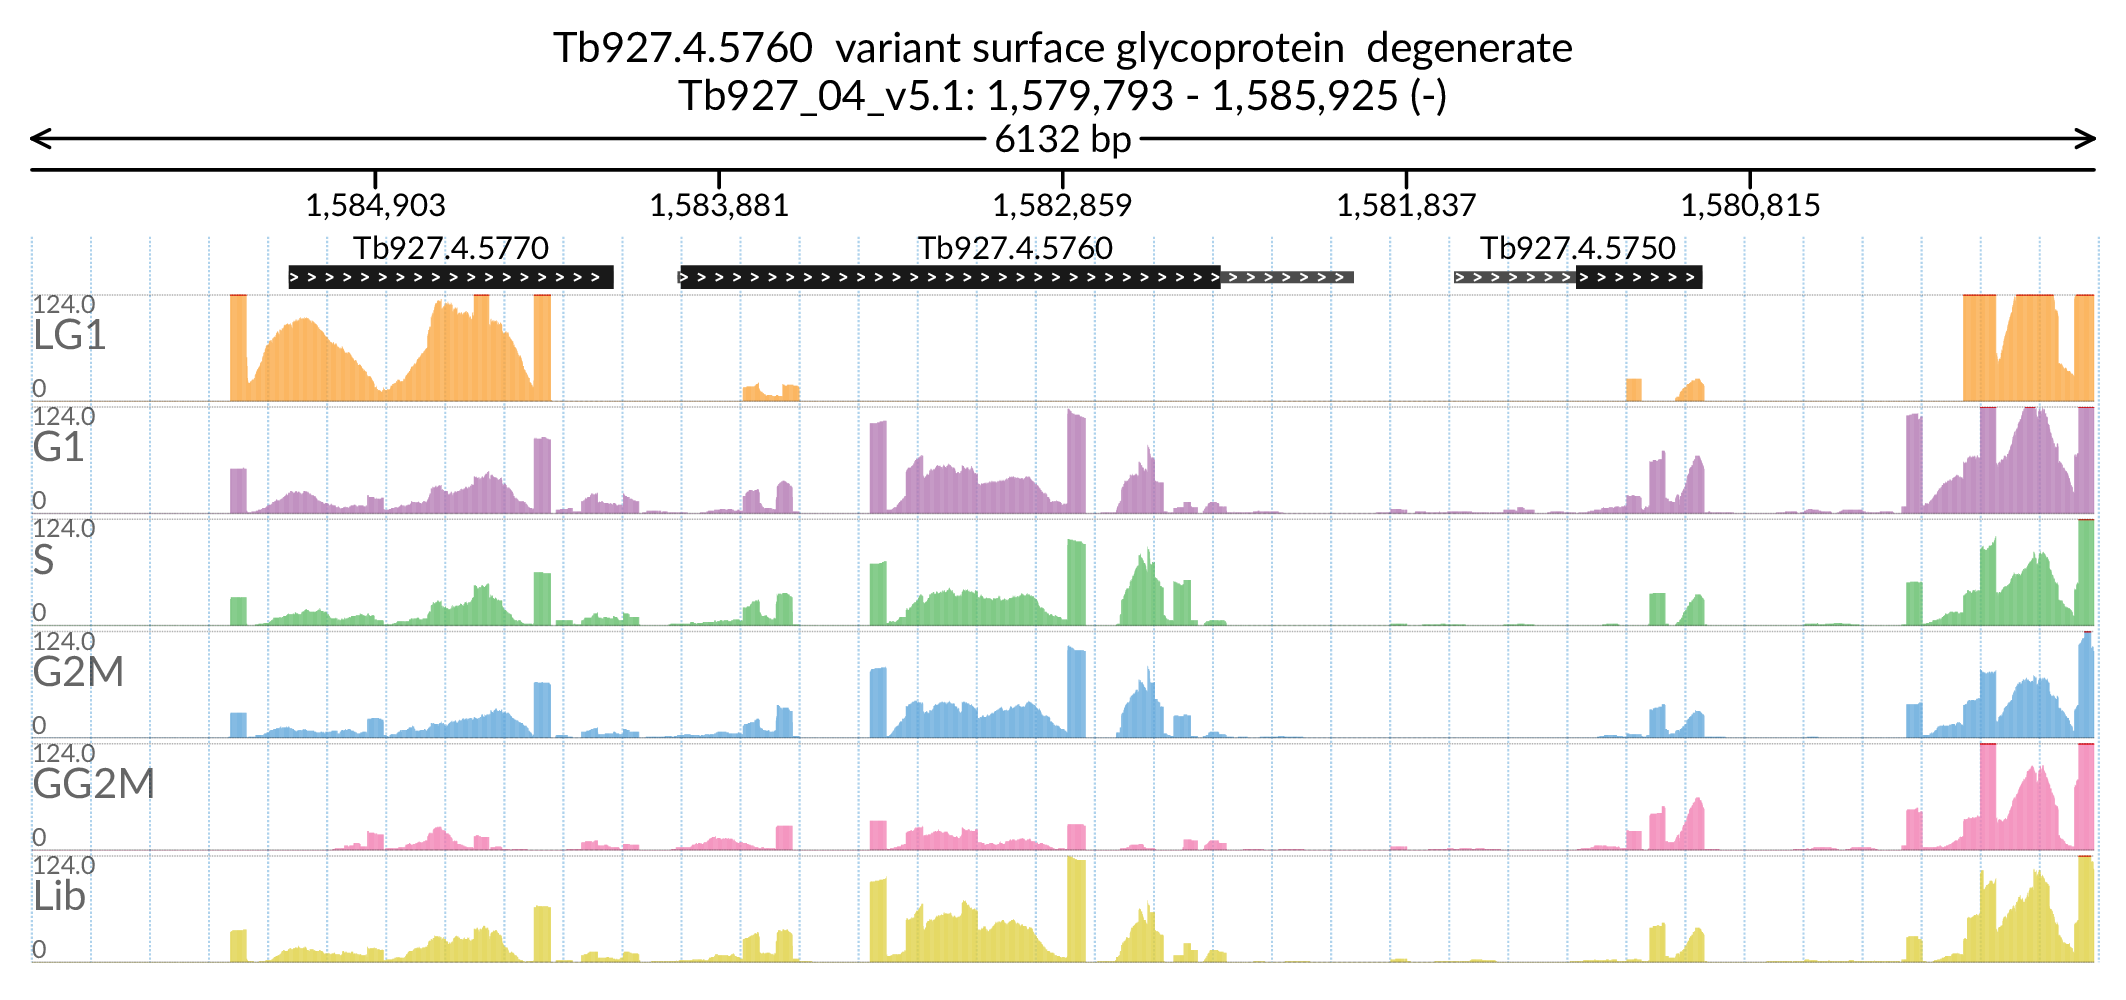 Tb927.4.5760  variant surface glycoprotein  degenerate
Tb927_04_v5.1: 1,579,793 - 1,585,925 (-)
6132 bp
1,584,903 1,583,881 1,582,859 1,581,837 1,580,815
Tb927.4.5770 Tb927.4.5760 Tb927.4.5750
124.0
LG1
0
124.0
G1
0
124.0
S
0
124.0
G2M
0
124.0
GG2M
0
124.0
Lib
0